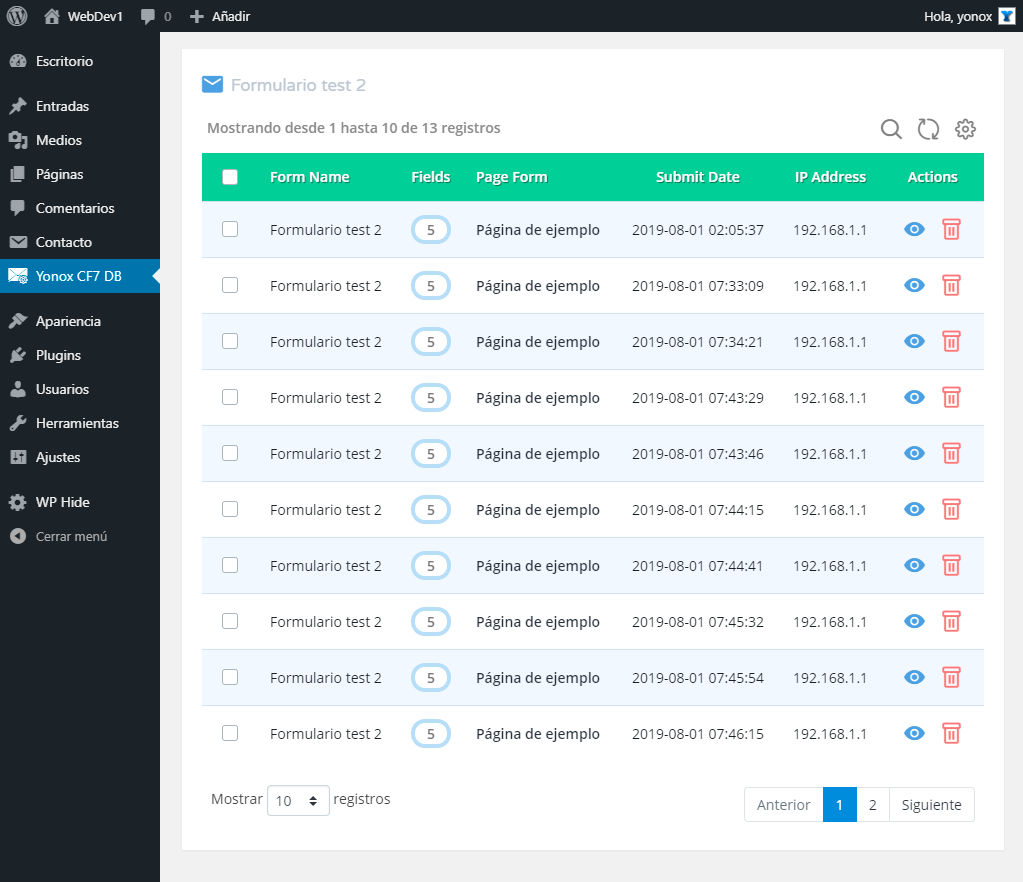 WebDev1 0 Añadir Hola, yonox
Escritorio
Entradas
Medios
Páginas
Comentarios
Contacto
Yonox CF7 DB
Apariencia
Plugins
Usuarios
Herramientas
Ajustes
WP Hide
Cerrar menú
Formulario test 2
Mostrando desde 1 hasta 10 de 13 registros
Form Name Fields Page Form Submit Date IP Address Actions
Formulario test 2 5 Página de ejemplo 2019-08-01 02:05:37 192.168.1.1
Formulario test 2 5 Página de ejemplo 2019-08-01 07:33:09 192.168.1.1
Formulario test 2 5 Página de ejemplo 2019-08-01 07:34:21 192.168.1.1
Formulario test 2 5 Página de ejemplo 2019-08-01 07:43:29 192.168.1.1
Formulario test 2 5 Página de ejemplo 2019-08-01 07:43:46 192.168.1.1
Formulario test 2 5 Página de ejemplo 2019-08-01 07:44:15 192.168.1.1
Formulario test 2 5 Página de ejemplo 2019-08-01 07:44:41 192.168.1.1
Formulario test 2 5 Página de ejemplo 2019-08-01 07:45:32 192.168.1.1
Formulario test 2 5 Página de ejemplo 2019-08-01 07:45:54 192.168.1.1
Formulario test 2 5 Página de ejemplo 2019-08-01 07:46:15 192.168.1.1
Mostrar 10 registros
Anterior 1 2 Siguiente